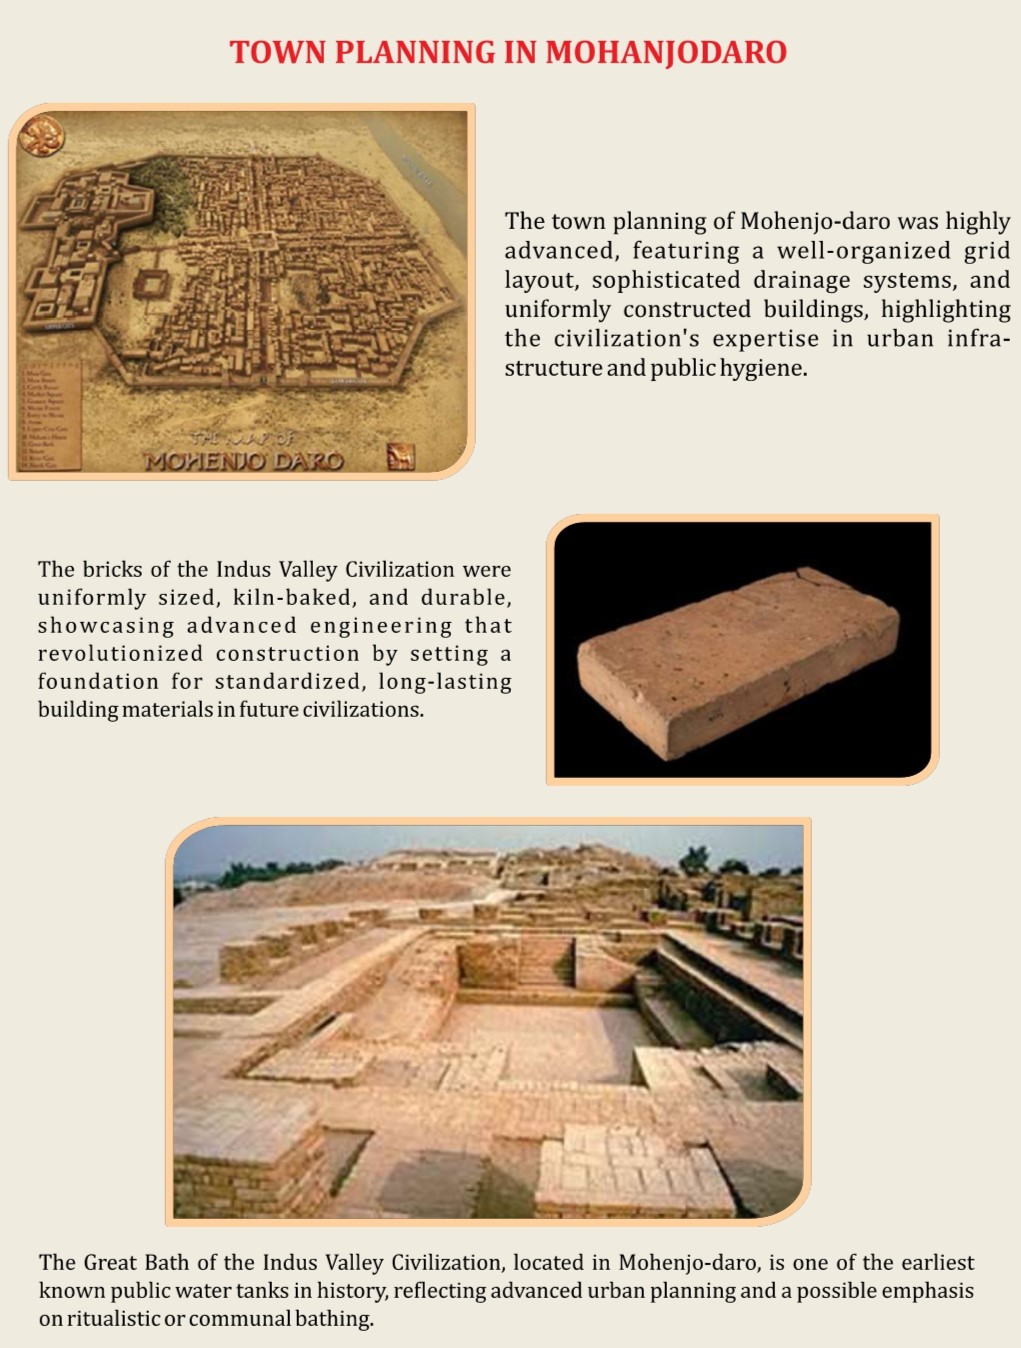 TOWN PLANNING IN MOHANJODARO
The town planning of Mohenjo-daro was highly
advanced, featuring a well-organized grid
layout, sophisticated drainage systems, and
uniformly constructed buildings, highlighting
the civilization's expertise in urban infra-
structure and public hygiene.
THE MAP OF
MOHENJO DARO
The bricks of the Indus Valley Civilization were
uniformly sized, kiln-baked, and durable,
showcasing advanced engineering that
revolutionized construction by setting a
foundation for standardized, long-lasting
building materials in future civilizations.
The Great Bath of the Indus Valley Civilization, located in Mohenjo-daro, is one of the earliest
known public water tanks in history, reflecting advanced urban planning and a possible emphasis
on ritualistic or communal bathing.